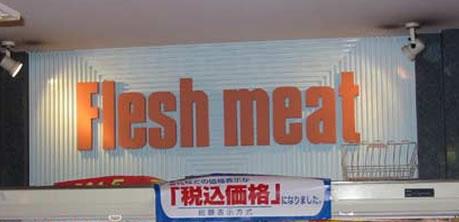 Flesh meat
「税込価格」になりました。
総額表示方式